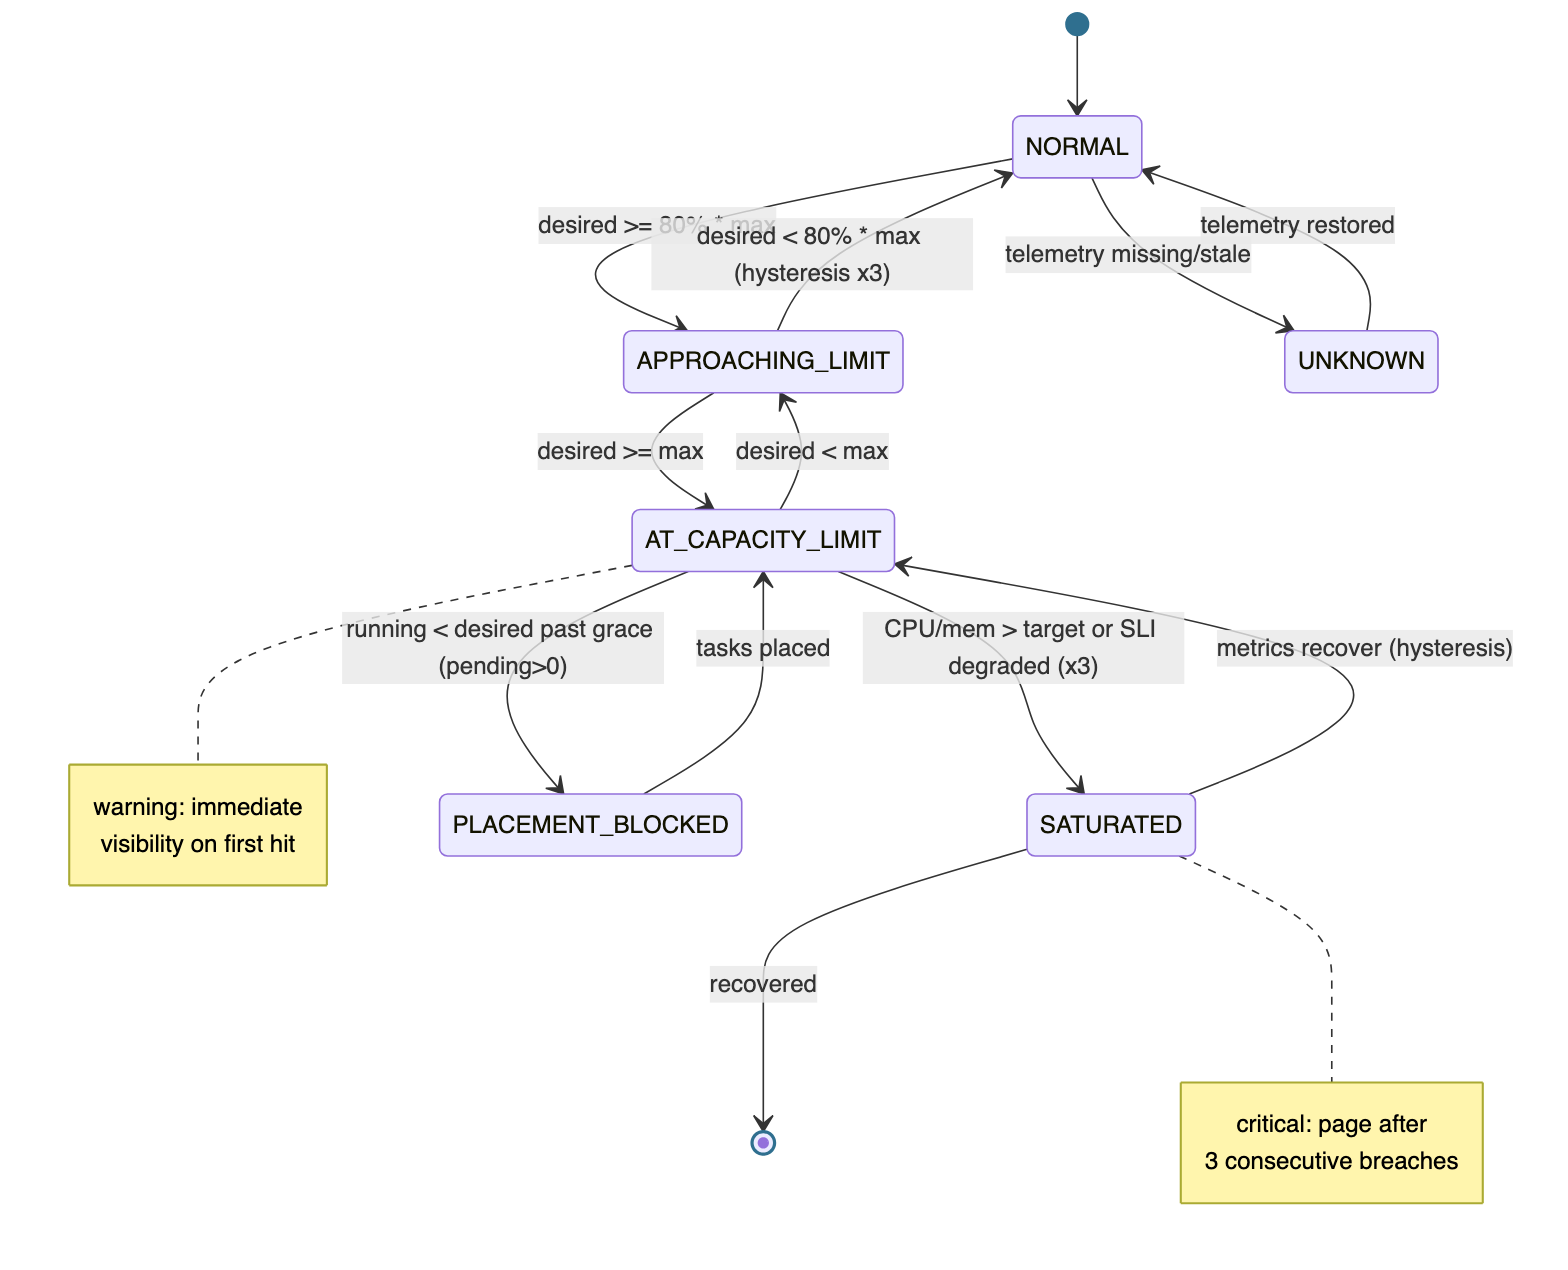 NORMAL
desired >= 80% * max
desired < 80% * max
(hysteresis x3)
telemetry restored
telemetry missing/stale
APPROACHING_LIMIT
UNKNOWN
desired >= max
desired < max
AT_CAPACITY_LIMIT
running < desired past grace
(pending>0)
tasks placed
CPU/mem > target or SLI
degraded (x3)
metrics recover (hysteresis)
warning: immediate
visibility on first hit
PLACEMENT_BLOCKED
SATURATED
recovered
critical: page after
3 consecutive breaches